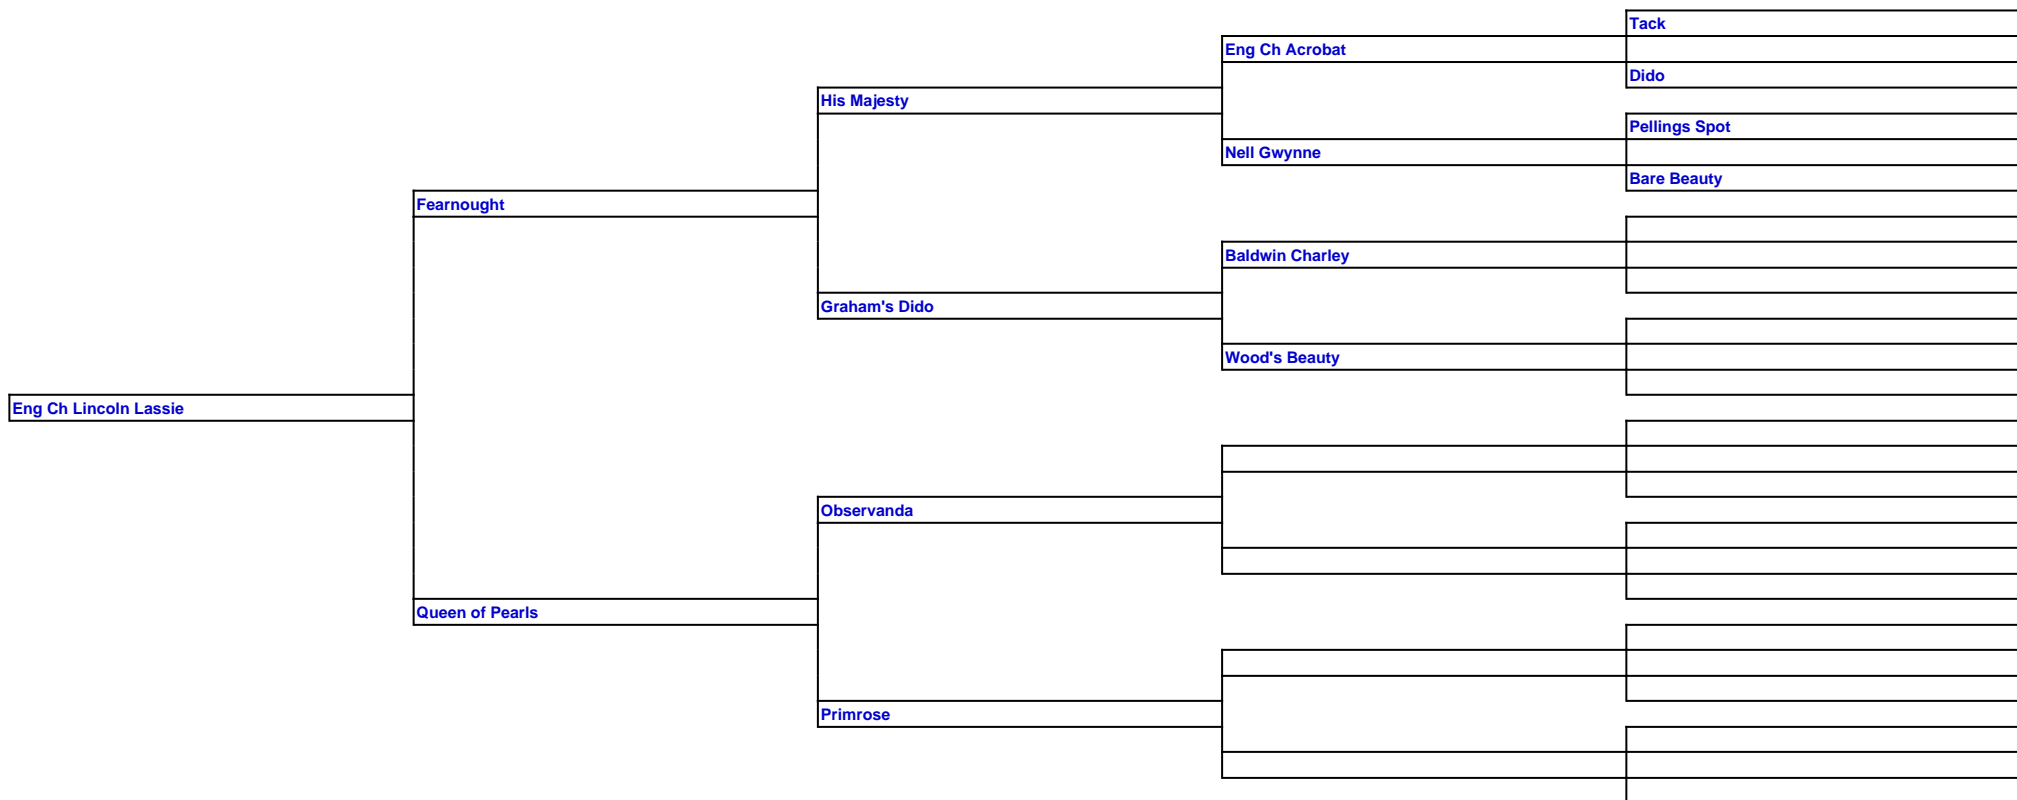 Tack
Eng Ch Acrobat
Dido
His Majesty
Pellings Spot
Nell Gwynne
Bare Beauty
Fearnought
Baldwin Charley
Graham's Dido
Wood's Beauty
Eng Ch Lincoln Lassie
Observanda
Queen of Pearls
Primrose